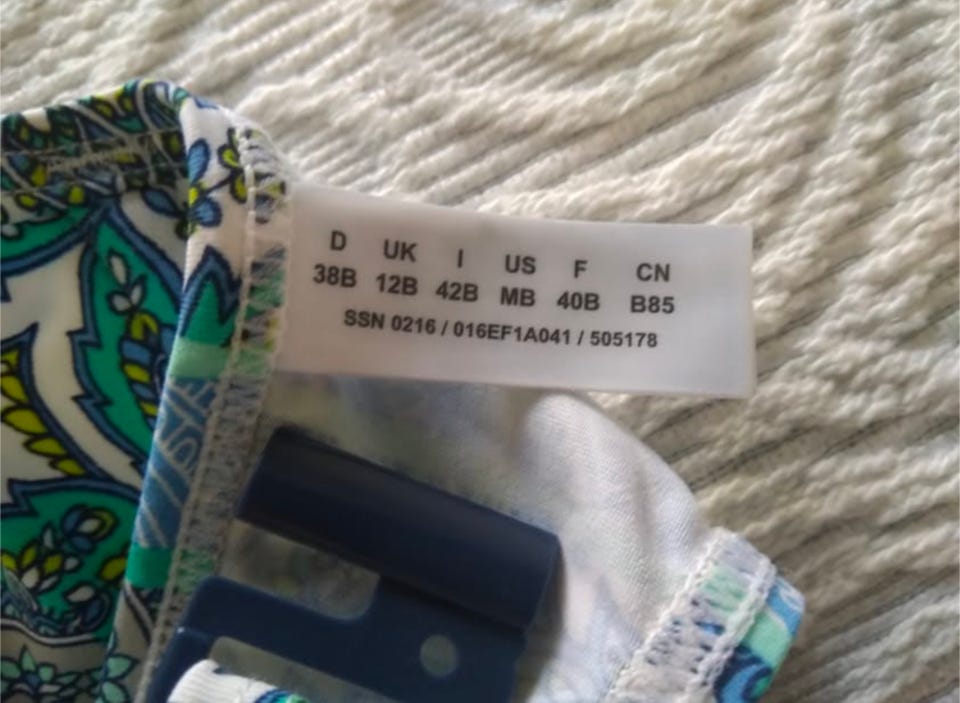 D UK I US F CN
38B 12B 42B MB 40B B85
SSN 0216 / 016EF1A041 / 505178